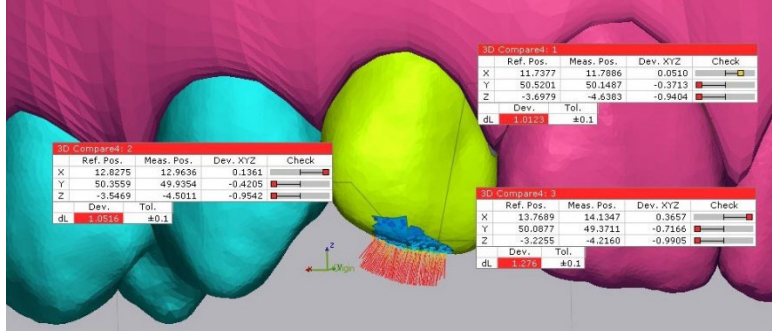 3D Compare4: 1
Ref. Pos. Meas. Pos. Dev. XYZ Check
X 11.7377 11.7886 0.0510
Y 50.5201 50.1487 -0.3713
Z -3.6979 -4.6383 -0.9404
Dev. Tol.
dL 1.0123 ±0.1
3D Compare4: 2
Ref. Pos. Meas. Pos. Dev. XYZ Check
X 12.8275 12.9636 0.1361
Y 50.3559 49.9354 -0.4205
Z -3.5469 -4.5011 -0.9542
Dev. Tol.
dL 1.0516 ±0.1
3D Compare4: 3
Ref. Pos. Meas. Pos. Dev. XYZ Check
X 13.7689 14.1347 0.3657
Y 50.0877 49.3711 -0.7166
Z -3.2255 -4.2160 -0.9905
Dev. Tol.
dL 1.276 ±0.1
z